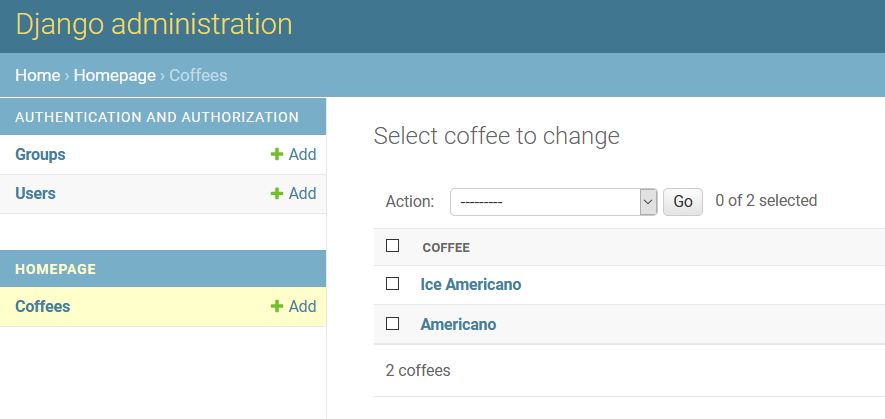 Django administration
Home › Homepage › Coffees
AUTHENTICATION AND AUTHORIZATION
Groups + Add
Users + Add
HOMEPAGE
Coffees + Add
Select coffee to change
Action: --------- Go 0 of 2 selected
COFFEE
Ice Americano
Americano
2 coffees